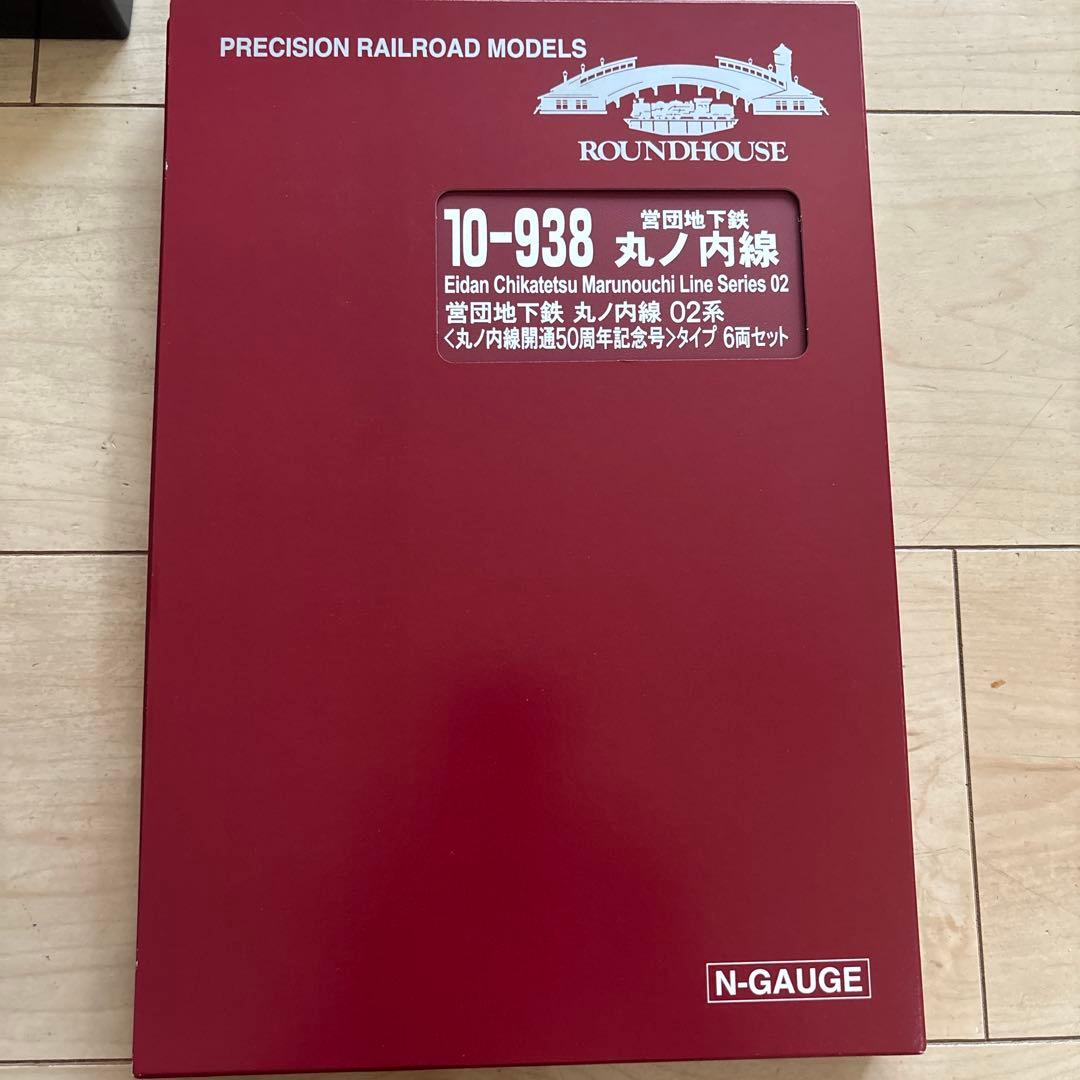 PRECISION RAILROAD MODELS
ROUNDHOUSE
10-938 営団地下鉄
丸ノ内線
Eidan Chikatetsu Marunouchi Line Series 02
営団地下鉄 丸ノ内線 02系
<丸ノ内線開通50周年記念号>タイプ 6両セット
N-GAUGE